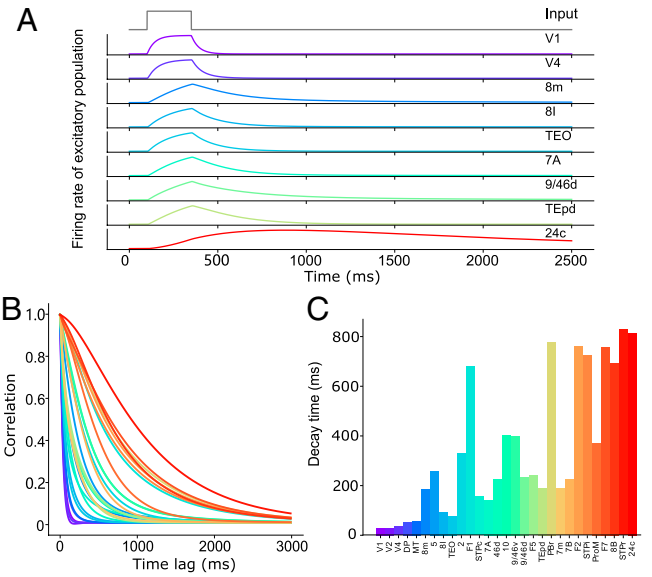 A
Firing rate of excitatory population
Input
V1
V4
8m
8l
TEO
7A
9/46d
TEpd
24c
0 500 1000 1500 2000 2500
Time (ms)
B
Correlation
1.0
0.8
0.6
0.4
0.2
0
0 1000 2000 3000
Time lag (ms)
C
Decay time (ms)
800
600
400
200
0
V1 V2 V4 DP MT 8m 5 8l TEO 2 F1 STPc 7A 46d 10 9/46v 9/46d F5 TEpd PBr 7m 7B F2 STPi ProM F7 8B STPr 24c